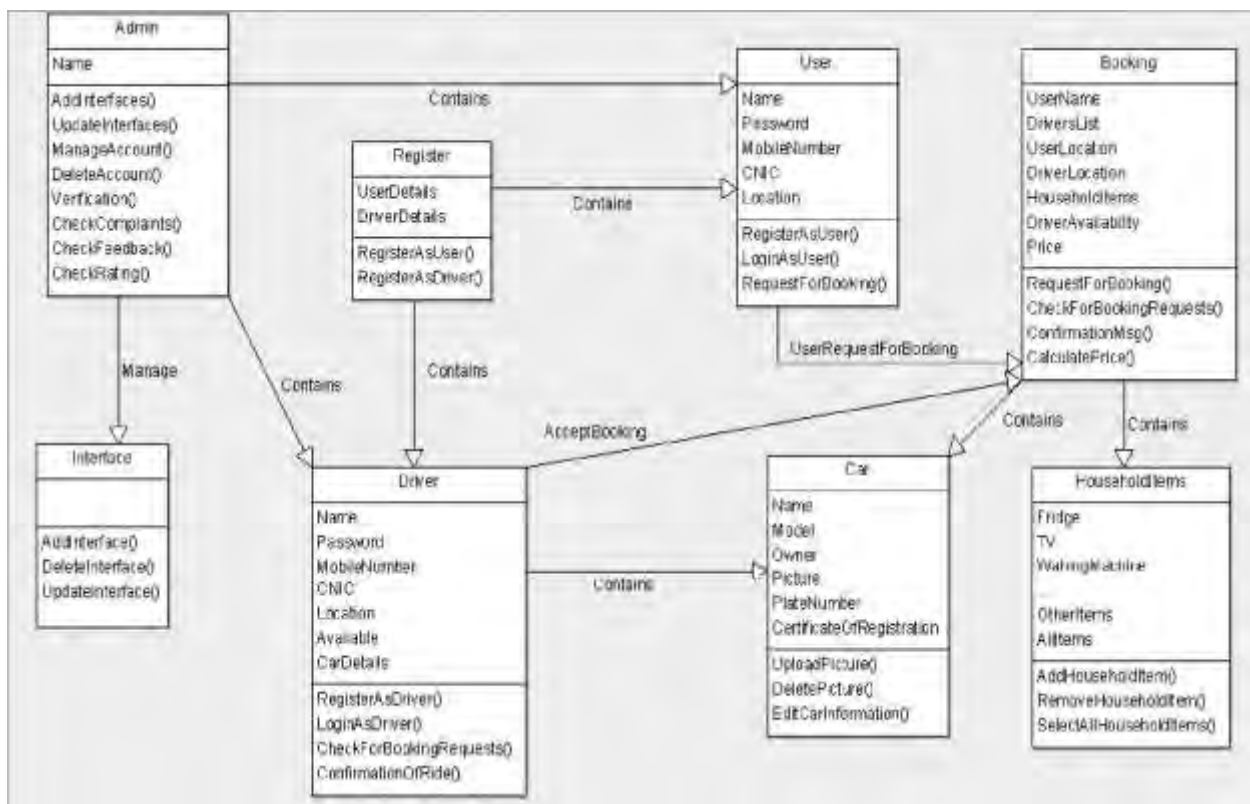 Admin
Name
AddInterfaces()
UpdateInterfaces()
ManageAccount()
DeleteAccount()
Verfication()
CheckComplaints()
CheckFeedback()
CheckRating()
Contains
Register
UserDetails
DriverDetails
RegisterAsUser()
RegisterAsDriver()
Contains
User
Name
Password
MobileNumber
CNIC
Location
RegisterAsUser()
LoginAsUser()
RequestForBooking()
Booking
UserName
DriversList
UserLocation
DriverLocation
HouseholdItems
DriverAvailability
Price
RequestForBooking()
CheckForBookingRequests()
ConfirmationMsg()
CalculatePrice()
UserRequestForBooking
Manage
Contains
Contains
AcceptBooking
Contains
Contains
Interface
AddInterface()
DeleteInterface()
UpdateInterface()
Driver
Name
Password
MobileNumber
CNIC
Location
Available
CarDetails
RegisterAsDriver()
LoginAsDriver()
CheckForBookingRequests()
ConfirmationOfRide()
Contains
Car
Name
Model
Owner
Picture
PlateNumber
CertificateOfRegistration
UploadPicture()
DeletePicture()
EditCarInformation()
HouseholdItems
Fridge
TV
OtherItems
AllItems
AddHouseholdItem()
RemoveHouseholdItem()
SelectAllHouseholdItems()